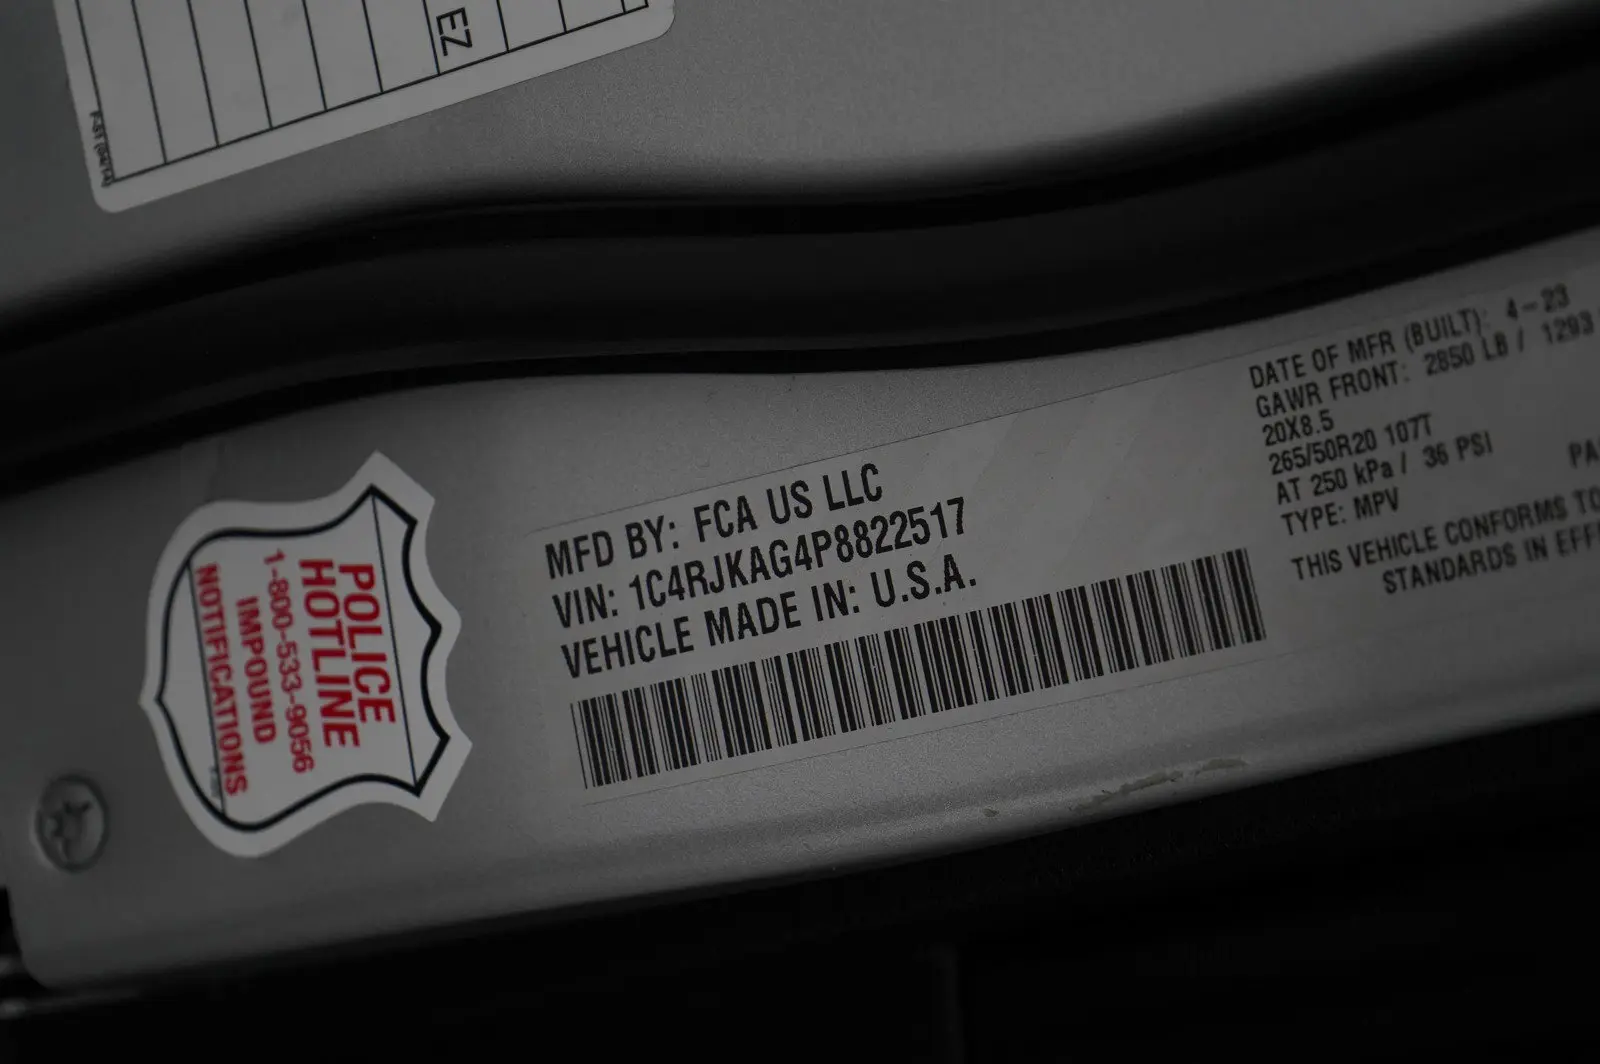 EZ
POLICE
HOTLINE
1-800-533-9056
IMPOUND
NOTIFICATIONS
MFD BY: FCA US LLC
VIN: 1C4RJKAG4P8822517
VEHICLE MADE IN: U.S.A.
DATE OF MFR (BUILT): 4-23
GAWR FRONT: 2850 LB / 1293
20X8.5
265/50R20 107T
AT 250 kPa / 36 PSI
TYPE: MPV
THIS VEHICLE CONFORMS TO
STANDARDS IN